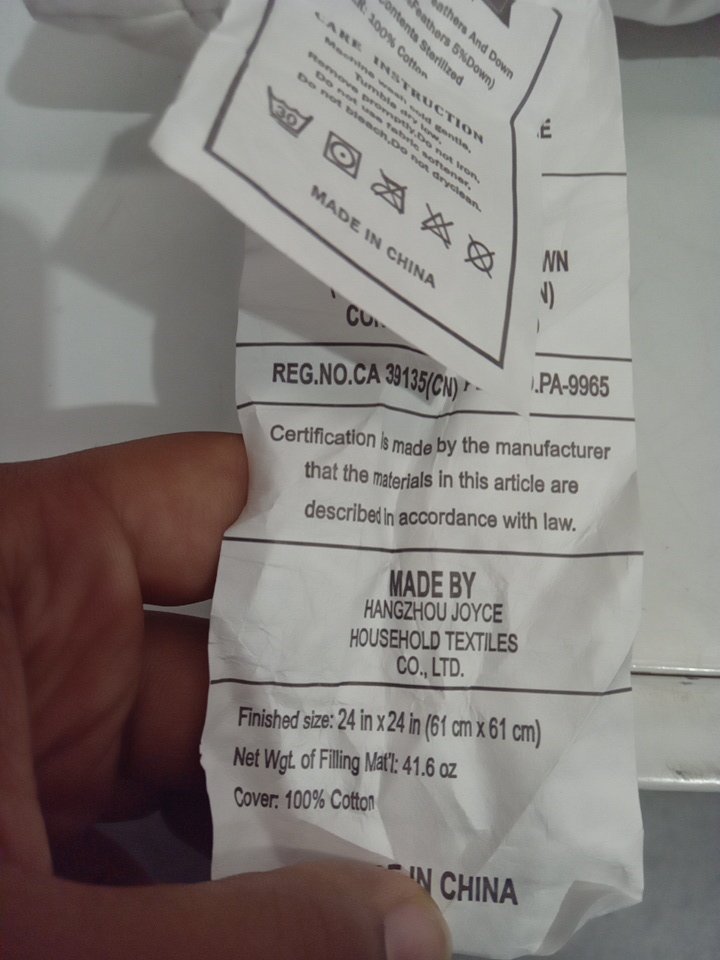 eathers And Down
Feathers 5%Down)
ontents Sterilized
R: 100% Cotton
CARE INSTRUCTION
Machine wash cold gentle,
Tumble dry low.
Remove promptly.Do not iron,
Do not use fabric softener,
Do not bleach,Do not dryclean.
30
MADE IN CHINA
E
WN
N)
)
REG.NO.CA 39135(CN) .PA-9965
Certification is made by the manufacturer
that the materials in this article are
described in accordance with law.
MADE BY
HANGZHOU JOYCE
HOUSEHOLD TEXTILES
CO., LTD.
Finished size: 24 in x 24 in (61 cm x 61 cm)
Net Wgt. of Filling Mat'l: 41.6 oz
Cover: 100% Cotton
IN CHINA